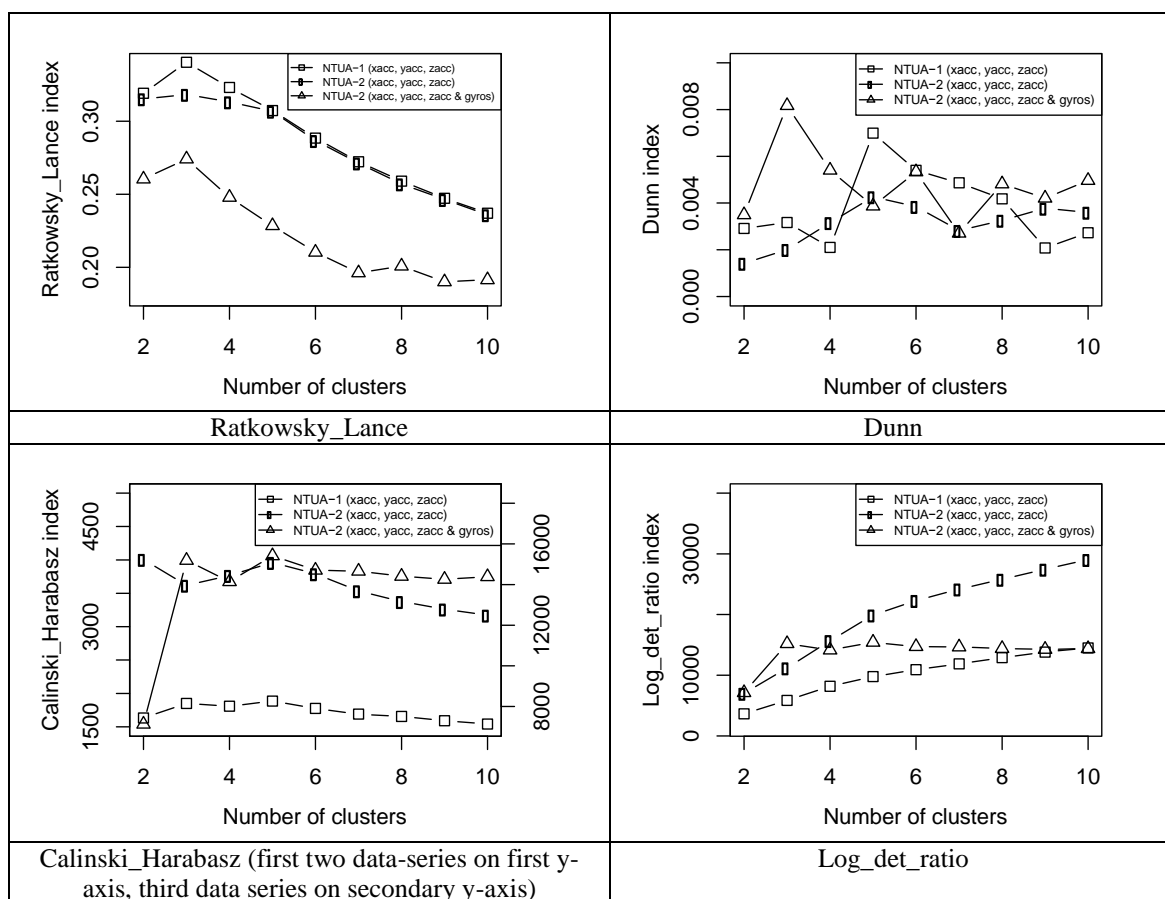 Ratkowsky_Lance index
0.20 0.25 0.30
NTUA−1 (xacc, yacc, zacc)
NTUA−2 (xacc, yacc, zacc)
NTUA−2 (xacc, yacc, zacc & gyros)
2 4 6 8 10
Number of clusters
Ratkowsky_Lance
Dunn index
0.000 0.004 0.008
NTUA−1 (xacc, yacc, zacc)
NTUA−2 (xacc, yacc, zacc)
NTUA−2 (xacc, yacc, zacc & gyros)
2 4 6 8 10
Number of clusters
Dunn
Calinski_Harabasz index
1500 3000 4500
NTUA−1 (xacc, yacc, zacc)
NTUA−2 (xacc, yacc, zacc)
NTUA−2 (xacc, yacc, zacc & gyros)
8000 12000 16000
2 4 6 8 10
Number of clusters
Calinski_Harabasz (first two data-series on first y-
axis, third data series on secondary y-axis)
Log_det_ratio index
0 10000 30000
NTUA−1 (xacc, yacc, zacc)
NTUA−2 (xacc, yacc, zacc)
NTUA−2 (xacc, yacc, zacc & gyros)
2 4 6 8 10
Number of clusters
Log_det_ratio